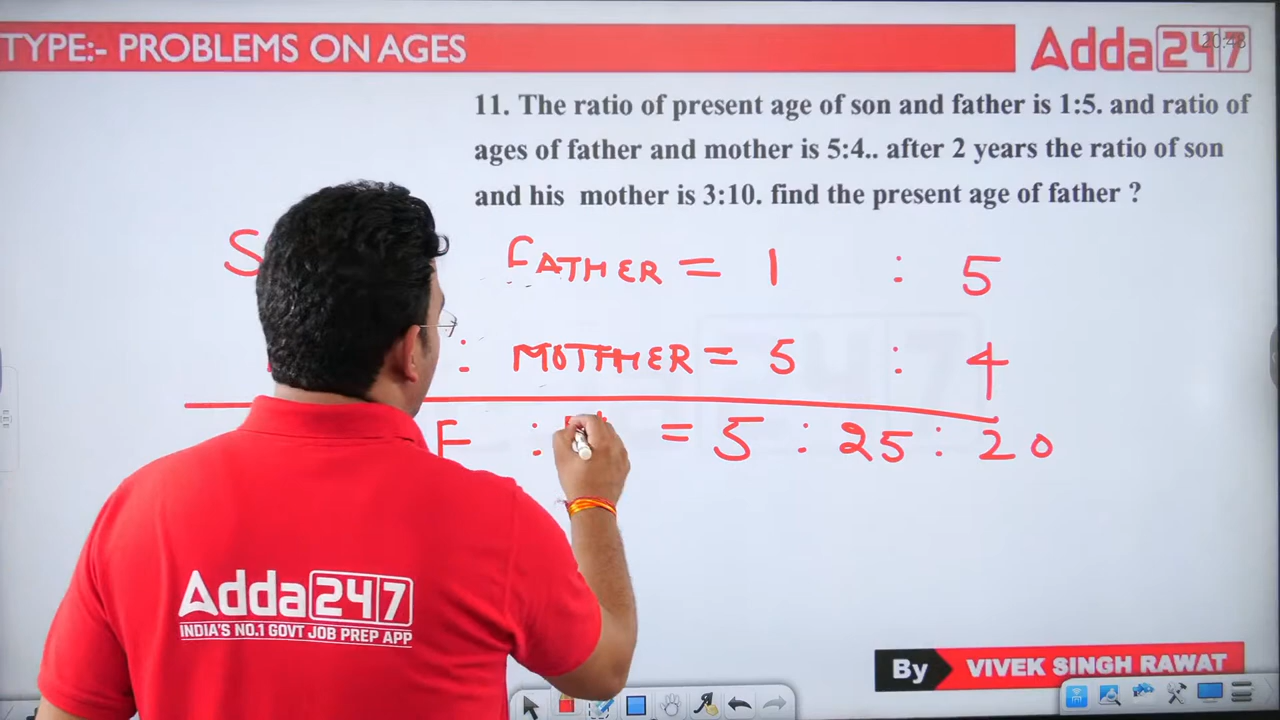 TYPE:- PROBLEMS ON AGES
Adda247
20:48
11. The ratio of present age of son and father is 1:5. and ratio of
ages of father and mother is 5:4.. after 2 years the ratio of son
and his mother is 3:10. find the present age of father ?
S FATHER = 1 : 5
: MOTHER = 5 : 4
F : = 5 : 25 : 20
Adda247
INDIA'S NO.1 GOVT JOB PREP APP
By VIVEK SINGH RAWAT